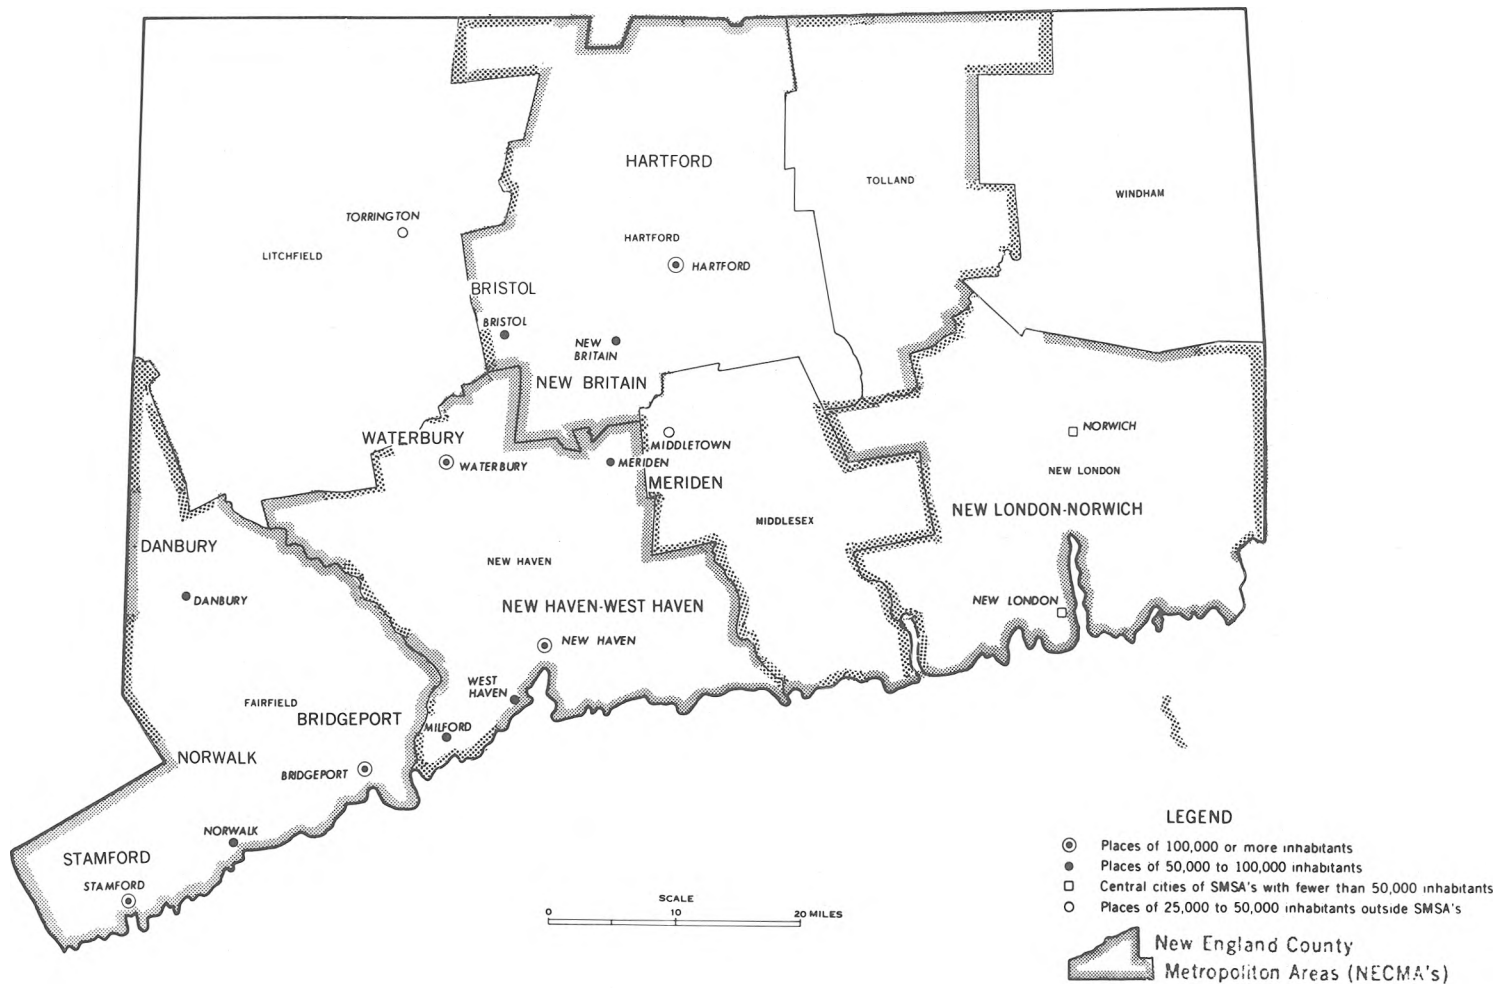 HARTFORD
TOLLAND
WINDHAM
TORRINGTON
HARTFORD
LITCHFIELD
HARTFORD
BRISTOL
BRISTOL
NEW
BRITAIN
NEW BRITAIN
WATERBURY
WATERBURY
MIDDLETOWN
MERIDEN
MERIDEN
NORWICH
NEW LONDON
NEW LONDON-NORWICH
MIDDLESEX
DANBURY
NEW HAVEN
DANBURY
NEW HAVEN-WEST HAVEN
NEW LONDON
NEW HAVEN
WEST
HAVEN
FAIRFIELD
BRIDGEPORT
MILFORD
NORWALK
BRIDGEPORT
NORWALK
STAMFORD
STAMFORD
SCALE
0 10 20 MILES
LEGEND
Places of 100,000 or more inhabitants
Places of 50,000 to 100,000 inhabitants
Central cities of SMSA's with fewer than 50,000 inhabitants
Places of 25,000 to 50,000 inhabitants outside SMSA's
New England County
Metropoliton Areas (NECMA's)